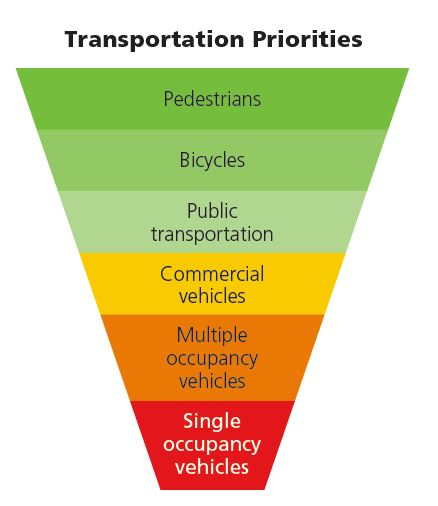 Transportation Priorities
Pedestrians
Bicycles
Public
transportation
Commercial
vehicles
Multiple
occupancy
vehicles
Single
occupancy
vehicles